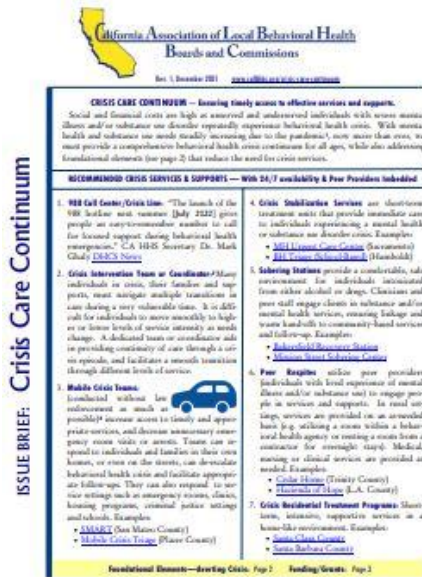 California Association of Local Behavioral Health
Boards and Commissions
CRISIS CARE CONTINUUM — Ensuring timely access to effective services and supports.
Social and financial costs are high as unserved and underserved individuals with severe mental
illness and/or substance use disorder repeatedly experience behavioral health crisis. With mental
health and substance use needs steadily increasing due to the pandemic, now more than ever, we
must provide a comprehensive behavioral health crisis continuum for all ages, while also addressing
foundational elements (see page 2) that reduce the need for crisis services.
RECOMMENDED CRISIS SERVICES & SUPPORTS — With 24/7 availability & Peer Providers Imbedded
ISSUE BRIEF: Crisis Care Continuum
1. 988 Call Center/Crisis Line: "The launch of the
988 hotline next summer [July 2122] gives
people an easy-to-remember number to call
for focused support during behavioral health
emergencies." CA HHS Secretary Dr. Mark
Ghaly DHCS News
2. Crisis Intervention Team or Coordinator: Many
individuals in crisis, their families and sup-
ports, must navigate multiple transitions in
care during a very vulnerable time. It is diffi-
cult for individuals to move smoothly to high-
er or lower levels of service intensity as needs
change. A dedicated team or coordinator aids
in providing continuity of care through a cri-
sis episode, and facilitates a smooth transition
through different levels of service.
3. Mobile Crisis Teams
(conducted without law
enforcement as much as
possible) increase access to timely and appro-
priate services, and decrease unnecessary emer-
gency room visits or arrests. Teams can re-
spond to individuals and families in their own
homes, or even on the streets, can de-escalate
behavioral health crisis and facilitate appropri-
ate follow-ups. They can also respond to ser-
vice settings such as emergency rooms, clinics,
housing programs, criminal justice settings
and schools. Examples:
• SMART (San Mateo County)
• Mobile Crisis Triage (Placer County)
4. Crisis Stabilization Services are short-term
treatment units that provide immediate care
to individuals experiencing a mental health
or substance use disorder crisis. Examples:
• MH Urgent Care Center (Sacramento)
• BH Triage (School-Based) (Humboldt)
5. Sobering Stations provide a comfortable, safe
environment for individuals intoxicated
from either alcohol or drugs. Clinicians and
peer staff engage clients in substance and/or
mental health services, ensuring linkage and
warm handoffs to community-based services
and follow-up. Examples:
• Bakersfield Recovery Station
• Mission Street Sobering Center
6. Peer Respites utilize peer providers
(individuals with lived experience of mental
illness and/or substance use) to engage peo-
ple in services and supports. In rural set-
tings, services are provided on an as-needed
basis (e.g. utilizing a room within a behav-
ioral health agency or renting a room from a
contractor for overnight stays). Medical,
nursing or clinical services are provided as
needed. Examples:
• Cedar Home (Trinity County)
• Hacienda of Hope (L.A. County)
7. Crisis Residential Treatment Programs: Short-
term, intensive, supportive services in a
home-like environment. Examples:
• Santa Clara County
• Santa Barbara County
Foundational Elements—Averting Crisis: Page 2 Funding/Grants: Page 3